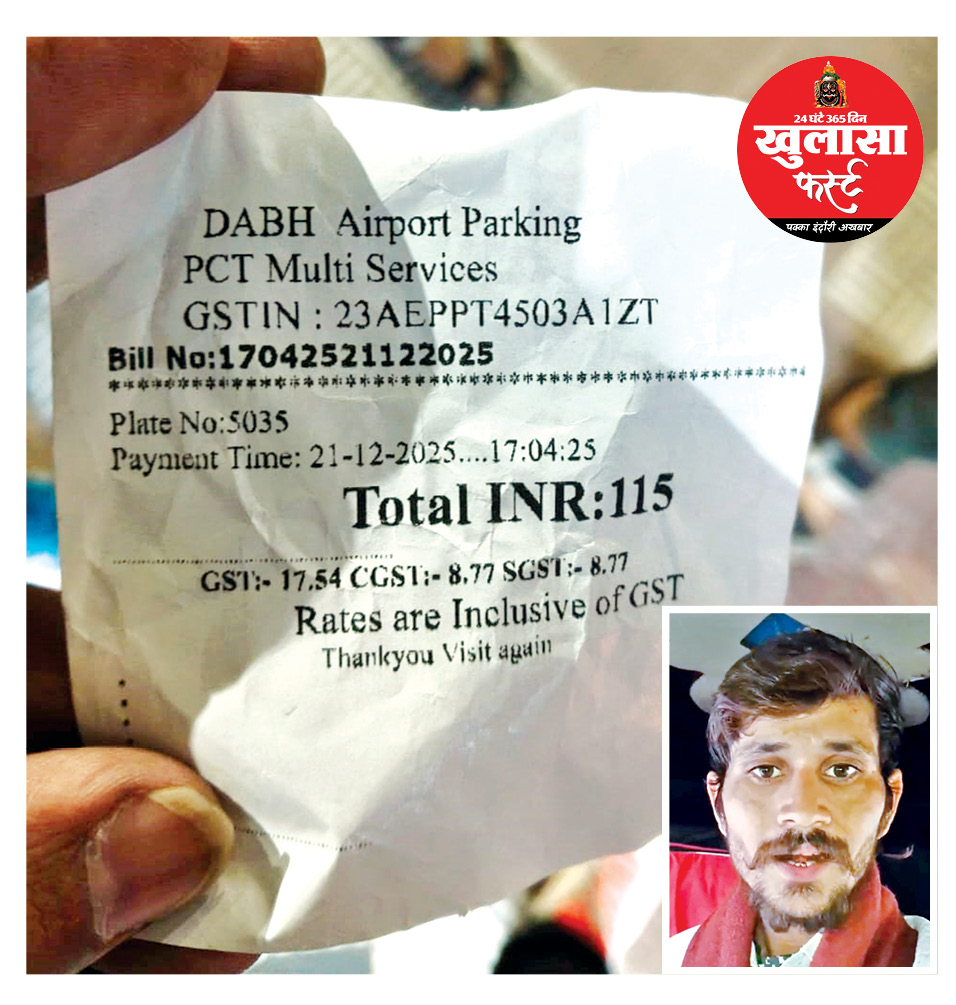 24 घंटे 365 दिन
खुलासा
फर्स्ट
पक्का इंदौरी अखबार
DABH Airport Parking
PCT Multi Services
GSTIN : 23AEPPT4503A1ZT
Bill No:17042521122025
Plate No:5035
Payment Time: 21-12-2025....17:04:25
Total INR:115
GST:- 17.54 CGST:- 8.77 SGST:- 8.77
Rates are Inclusive of GST
Thankyou Visit again